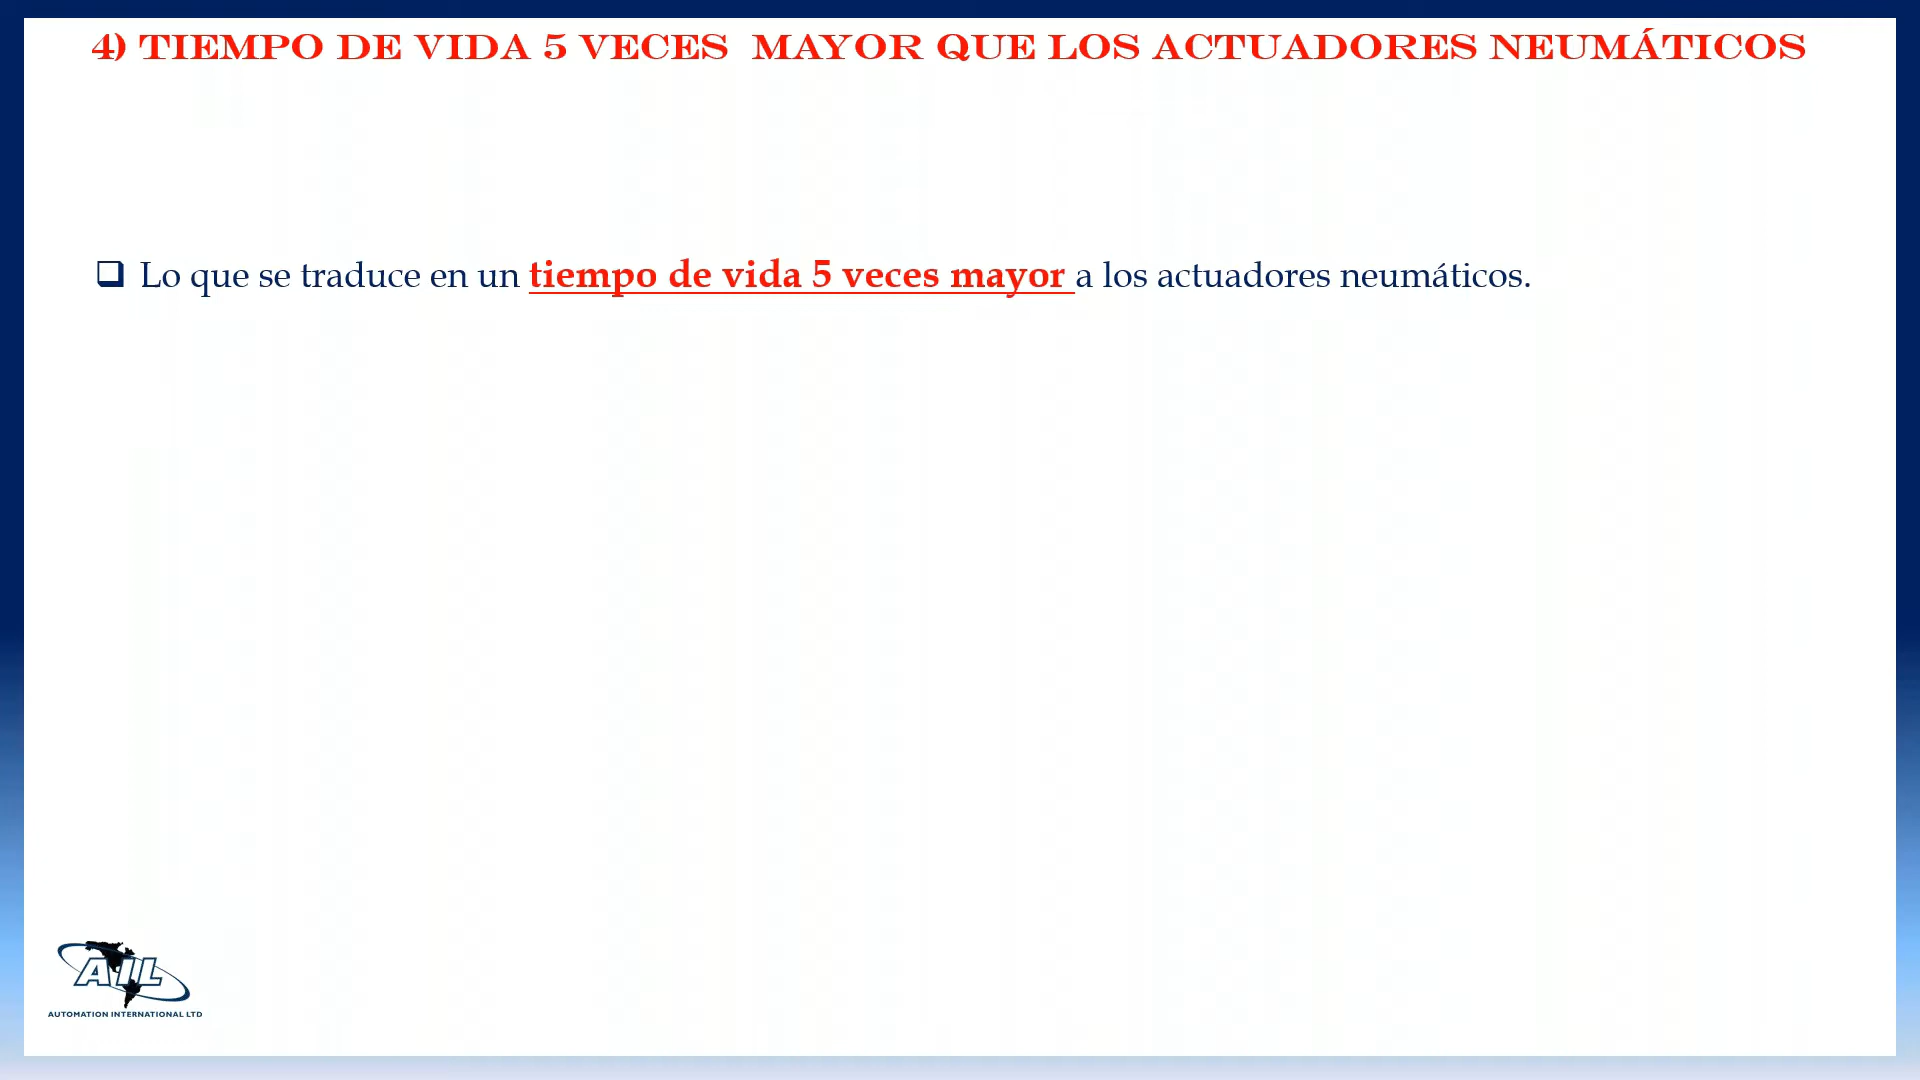 4) TIEMPO DE VIDA 5 VECES MAYOR QUE LOS ACTUADORES NEUMÁTICOS
Lo que se traduce en un tiempo de vida 5 veces mayor a los actuadores neumáticos.
AIL
AUTOMATION INTERNATIONAL LTD